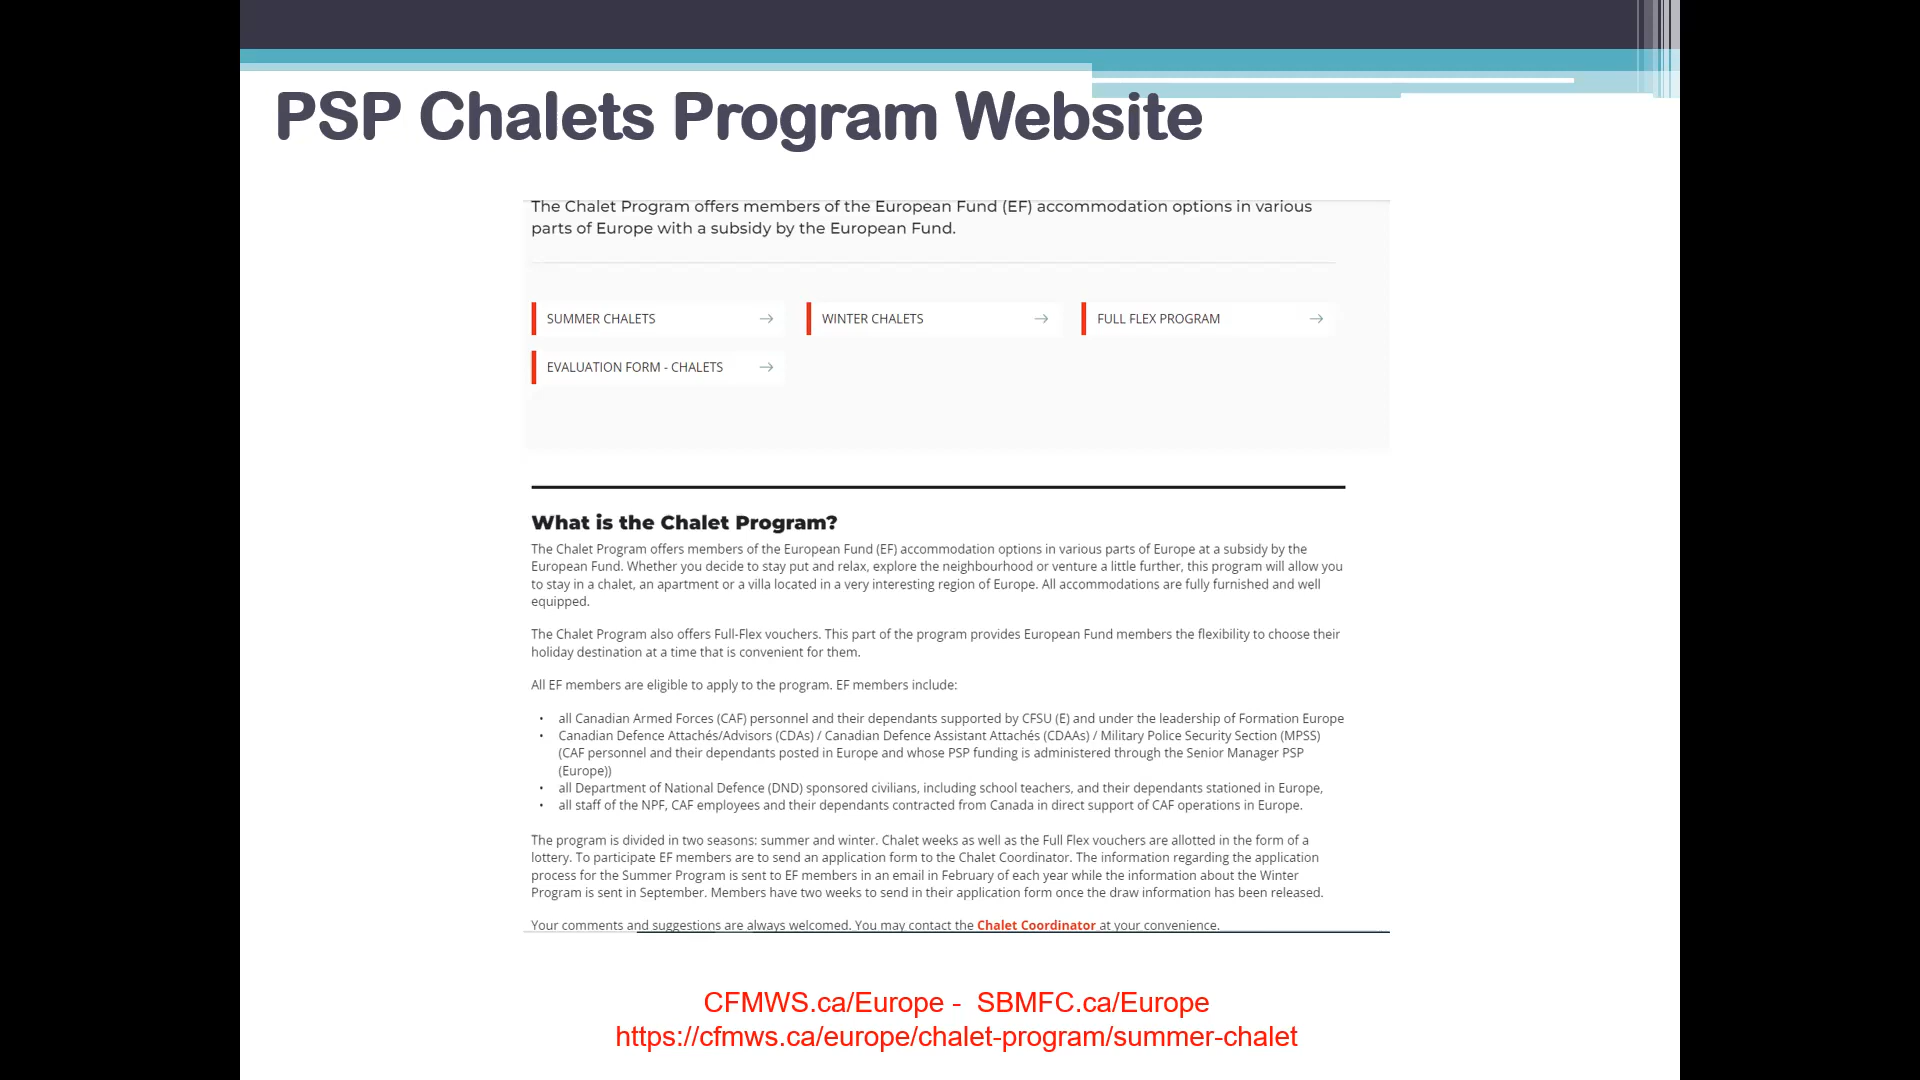 PSP Chalets Program Website
The Chalet Program offers members of the European Fund (EF) accommodation options in various
parts of Europe with a subsidy by the European Fund.
SUMMER CHALETS →
WINTER CHALETS →
FULL FLEX PROGRAM →
EVALUATION FORM - CHALETS →
What is the Chalet Program?
The Chalet Program offers members of the European Fund (EF) accommodation options in various parts of Europe at a subsidy by the
European Fund. Whether you decide to stay put and relax, explore the neighbourhood or venture a little further, this program will allow you
to stay in a chalet, an apartment or a villa located in a very interesting region of Europe. All accommodations are fully furnished and well
equipped.
The Chalet Program also offers Full-Flex vouchers. This part of the program provides European Fund members the flexibility to choose their
holiday destination at a time that is convenient for them.
All EF members are eligible to apply to the program. EF members include:
• all Canadian Armed Forces (CAF) personnel and their dependants supported by CFSU (E) and under the leadership of Formation Europe
• Canadian Defence Attachés/Advisors (CDAs) / Canadian Defence Assistant Attachés (CDAAs) / Military Police Security Section (MPSS)
(CAF personnel and their dependants posted in Europe and whose PSP funding is administered through the Senior Manager PSP
(Europe))
• all Department of National Defence (DND) sponsored civilians, including school teachers, and their dependants stationed in Europe,
• all staff of the NPF, CAF employees and their dependants contracted from Canada in direct support of CAF operations in Europe.
The program is divided in two seasons: summer and winter. Chalet weeks as well as the Full Flex vouchers are allotted in the form of a
lottery. To participate EF members are to send an application form to the Chalet Coordinator. The information regarding the application
process for the Summer Program is sent to EF members in an email in February of each year while the information about the Winter
Program is sent in September. Members have two weeks to send in their application form once the draw information has been released.
Your comments and suggestions are always welcomed. You may contact the Chalet Coordinator at your convenience.
CFMWS.ca/Europe - SBMFC.ca/Europe
https://cfmws.ca/europe/chalet-program/summer-chalet